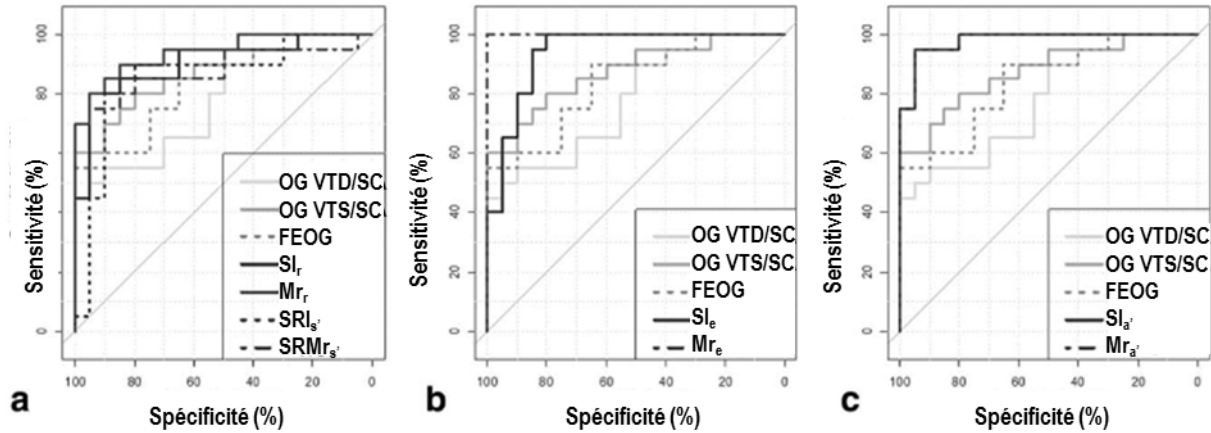 100
80
60
40
20
0
Sensitivité (%)
OG VTD/SC
OG VTS/SC
FEOG
SIr
Mrr
SRIs'
SRMrs'
100 80 60 40 20 0
Spécificité (%)
a
100
80
60
40
20
0
Sensitivité (%)
OG VTD/SC
OG VTS/SC
FEOG
SIe
Mre
100 80 60 40 20 0
Spécificité (%)
b
100
80
60
40
20
0
Sensitivité (%)
OG VTD/SC
OG VTS/SC
FEOG
SIa'
Mra'
100 80 60 40 20 0
Spécificité (%)
c